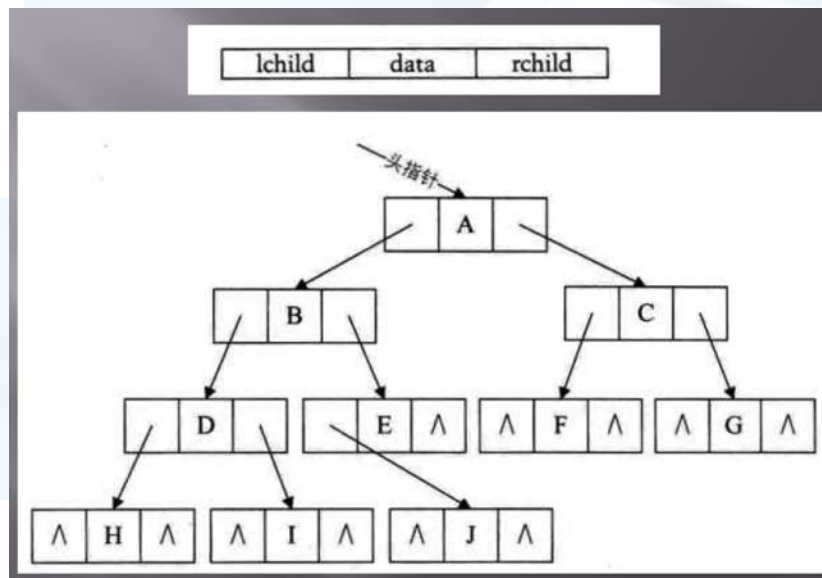 lchild data rchild
头指针
A
B C
D E ∧ ∧ F ∧ ∧ G ∧
∧ H ∧ ∧ I ∧ ∧ J ∧